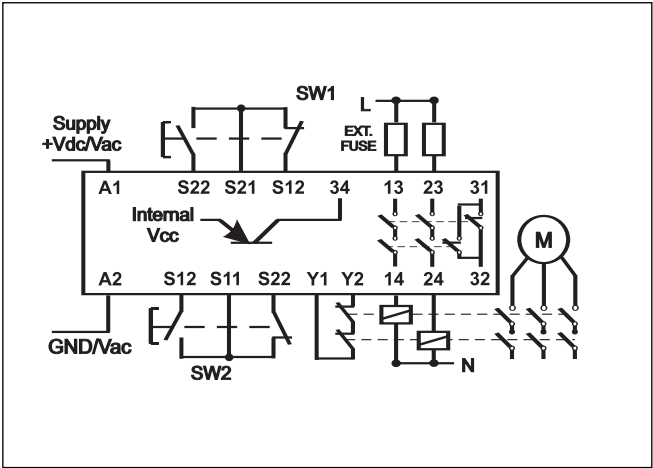 SW1
L
Supply
+Vdc/Vac
EXT.
FUSE
A1 S22 S21 S12 34 13 23 31
Internal
Vcc
M
A2 S12 S11 S22 Y1 Y2 14 24 32
GND/Vac
SW2
N